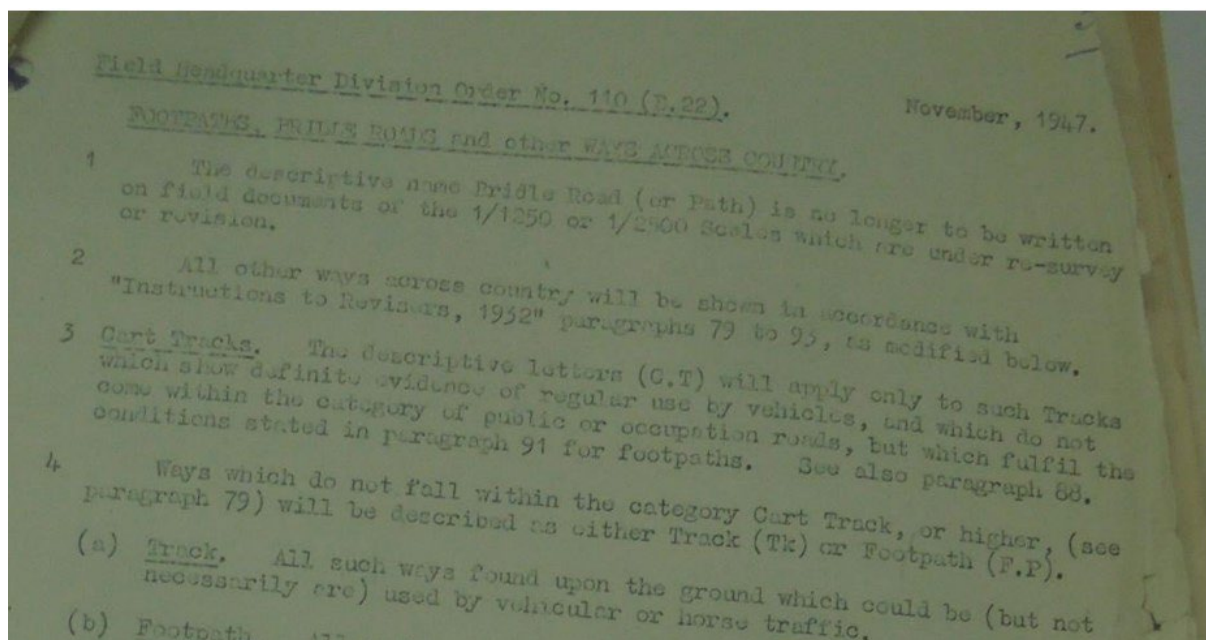 Field Headquarter Division Order No. 110 (E.22).
November, 1947.
FOOTPATHS, BRIDLE ROADS and other WAYS ACROSS COUNTRY.
1 The descriptive name Bridle Road (or Path) is no longer to be written
on field documents of the 1/1250 or 1/2500 Scales which are under re-survey
or revision.
2 All other ways across country will be shown in accordance with
"Instructions to Revisers, 1932" paragraphs 79 to 93, as modified below.
3 Cart Tracks. The descriptive letters (C.T) will apply only to such Tracks
which show definite evidence of regular use by vehicles, and which do not
come within the category of public or occupation roads, but which fulfil the
conditions stated in paragraph 91 for footpaths. See also paragraph 88.
4 Ways which do not fall within the category Cart Track, or higher, (see
paragraph 79) will be described as either Track (Tk) or Footpath (F.P).
(a) Track. All such ways found upon the ground which could be (but not
necessarily are) used by vehicular or horse traffic.
(b) Footpath. All